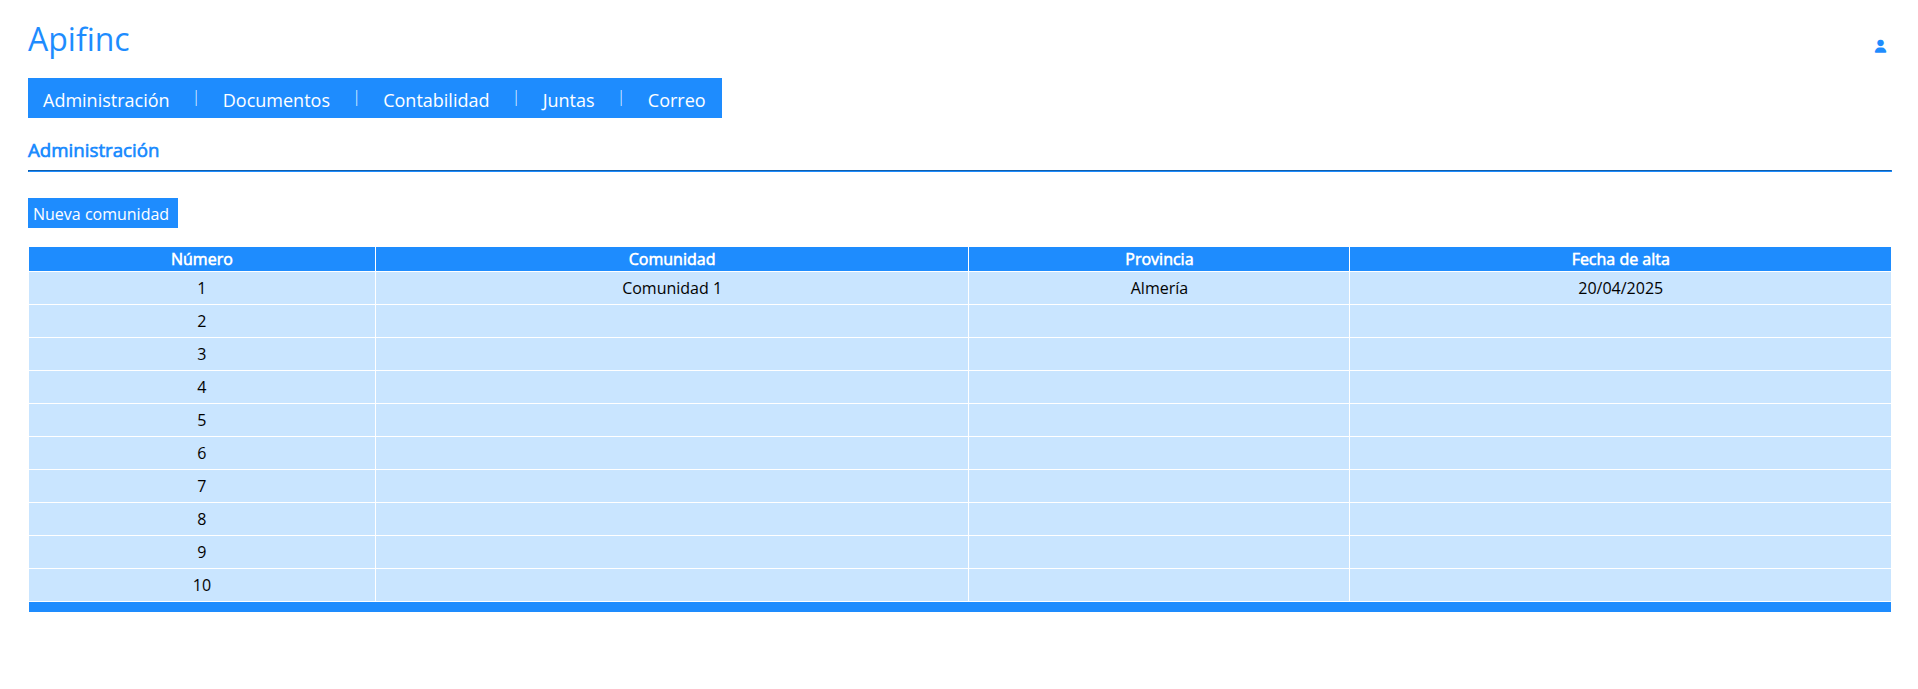 Apifinc
Administración | Documentos | Contabilidad | Juntas | Correo
Administración
Nueva comunidad
Número Comunidad Provincia Fecha de alta
1 Comunidad 1 Almería 20/04/2025
2
3
4
5
6
7
8
9
10